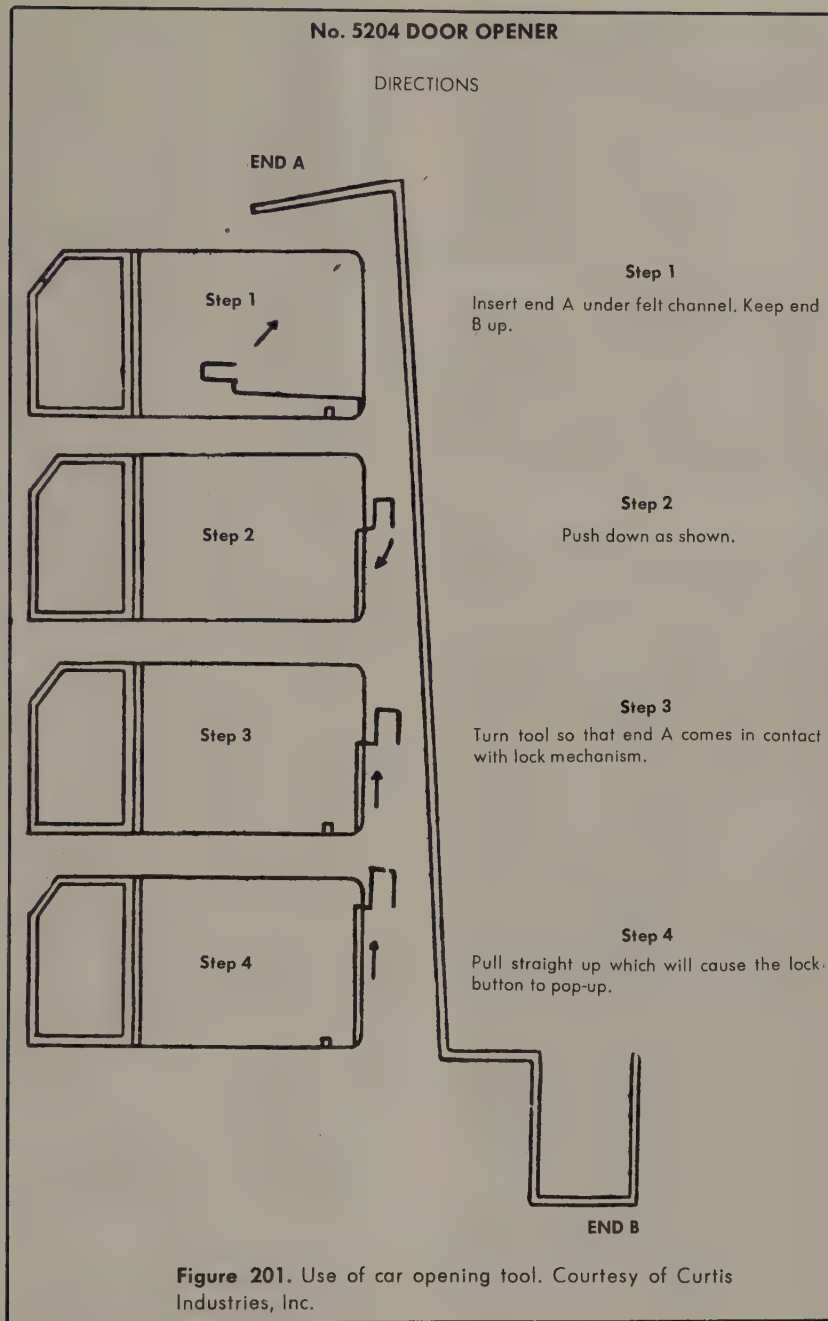 No. 5204 DOOR OPENER
DIRECTIONS
END A
Step 1
Step 1
Insert end A under felt channel. Keep end
B up.
Step 2
Step 2
Push down as shown.
Step 3
Step 3
Turn tool so that end A comes in contact
with lock mechanism.
Step 4
Step 4
Pull straight up which will cause the lock
button to pop-up.
END B
Figure 201. Use of car opening tool. Courtesy of Curtis
Industries, Inc.